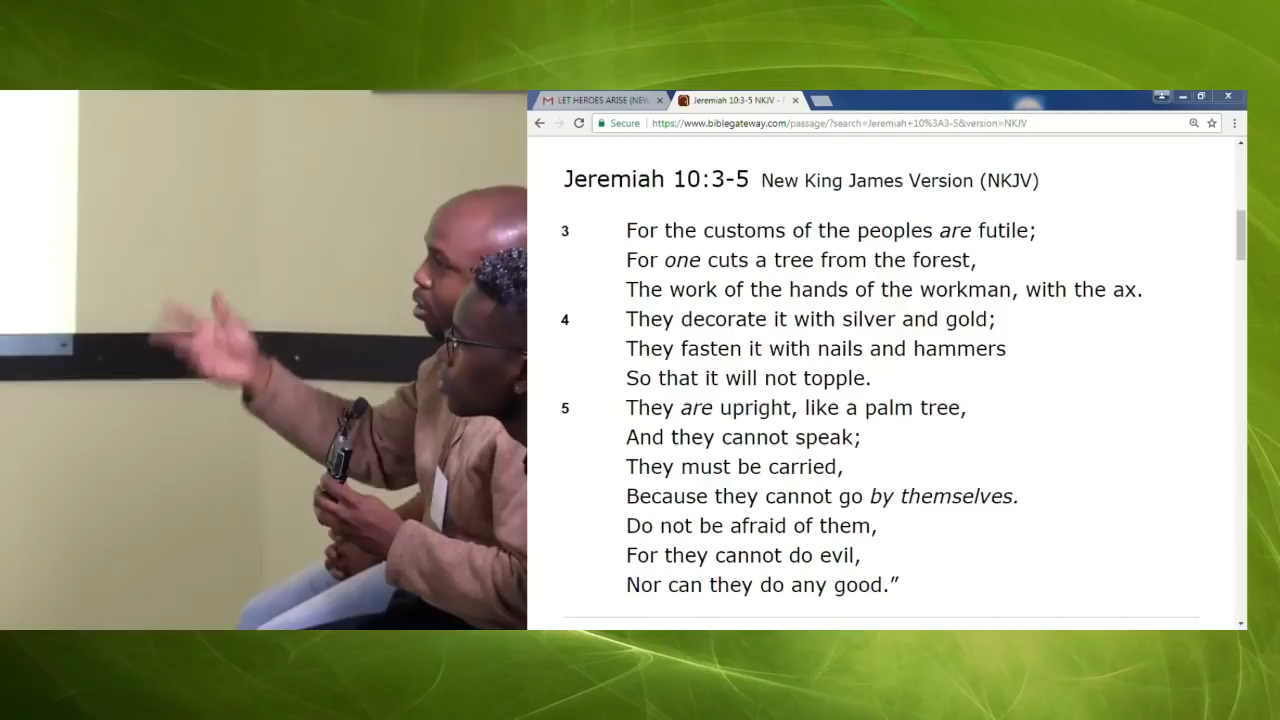 LET HEROES ARISE (NEW
Jeremiah 10:3-5 NKJV -
Secure https://www.biblegateway.com/passage/?search=Jeremiah+10%3A3-5&version=NKJV
Jeremiah 10:3-5 New King James Version (NKJV)
3 For the customs of the peoples are futile;
For one cuts a tree from the forest,
The work of the hands of the workman, with the ax.
4 They decorate it with silver and gold;
They fasten it with nails and hammers
So that it will not topple.
5 They are upright, like a palm tree,
And they cannot speak;
They must be carried,
Because they cannot go by themselves.
Do not be afraid of them,
For they cannot do evil,
Nor can they do any good.”